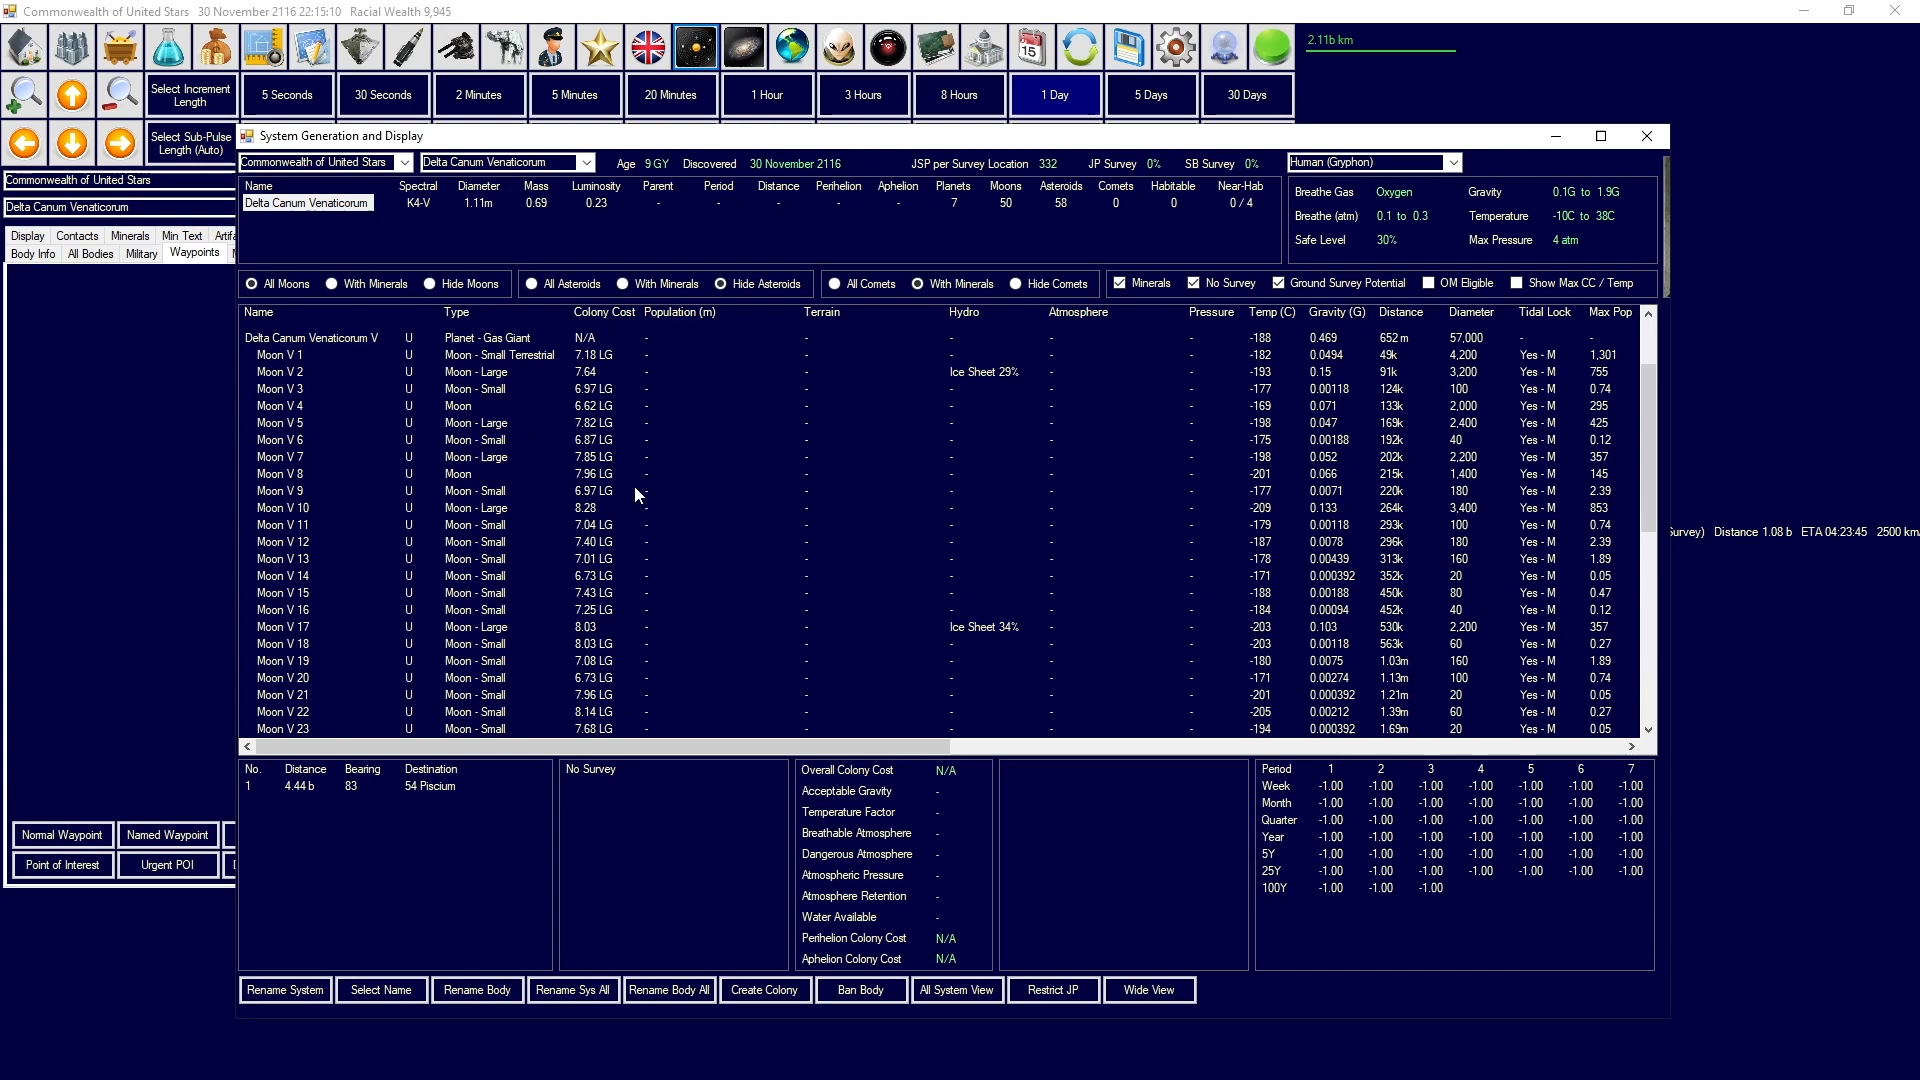 Commonwealth of United Stars 30 November 2116 22:15:10 Racial Wealth 9,945
2.11b km
Select Increment Length
5 Seconds 30 Seconds 2 Minutes 5 Minutes 20 Minutes 1 Hour 3 Hours 8 Hours 1 Day 5 Days 30 Days
Select Sub-Pulse Length (Auto)
Commonwealth of United Stars
Delta Canum Venaticorum
Display Contacts Minerals Min Text Artifa
Body Info All Bodies Military Waypoints
Normal Waypoint Named Waypoint
Point of Interest Urgent POI
System Generation and Display
Commonwealth of United Stars Delta Canum Venaticorum Age 9 GY Discovered 30 November 2116 JSP per Survey Location 332 JP Survey 0% SB Survey 0% Human (Gryphon)
Name Spectral Diameter Mass Luminosity Parent Period Distance Perihelion Aphelion Planets Moons Asteroids Comets Habitable Near-Hab
Delta Canum Venaticorum K4-V 1.11m 0.69 0.23 - - - - - 7 50 58 0 0 0 / 4
Breathe Gas Oxygen Gravity 0.1G to 1.9G
Breathe (atm) 0.1 to 0.3 Temperature -10C to 38C
Safe Level 30% Max Pressure 4 atm
All Moons With Minerals Hide Moons All Asteroids With Minerals Hide Asteroids All Comets With Minerals Hide Comets Minerals No Survey Ground Survey Potential OM Eligible Show Max CC / Temp
Name Type Colony Cost Population (m) Terrain Hydro Atmosphere Pressure Temp (C) Gravity (G) Distance Diameter Tidal Lock Max Pop
Delta Canum Venaticorum V U Planet - Gas Giant N/A - - - - - -188 0.469 652 m 57,000 - -
Moon V 1 U Moon - Small Terrestrial 7.18 LG - - - - - -182 0.0494 49k 4,200 Yes - M 1,301
Moon V 2 U Moon - Large 7.64 - - Ice Sheet 29% - - -193 0.15 91k 3,200 Yes - M 755
Moon V 3 U Moon - Small 6.97 LG - - - - - -177 0.00118 124k 100 Yes - M 0.74
Moon V 4 U Moon 6.62 LG - - - - - -169 0.071 133k 2,000 Yes - M 295
Moon V 5 U Moon - Large 7.82 LG - - - - - -198 0.047 169k 2,400 Yes - M 425
Moon V 6 U Moon - Small 6.87 LG - - - - - -175 0.00188 192k 40 Yes - M 0.12
Moon V 7 U Moon - Large 7.85 LG - - - - - -198 0.052 202k 2,200 Yes - M 357
Moon V 8 U Moon 7.96 LG - - - - - -201 0.066 215k 1,400 Yes - M 145
Moon V 9 U Moon - Small 6.97 LG - - - - - -177 0.0071 220k 180 Yes - M 2.39
Moon V 10 U Moon - Large 8.28 - - - - - -209 0.133 264k 3,400 Yes - M 853
Moon V 11 U Moon - Small 7.04 LG - - - - - -179 0.00118 293k 100 Yes - M 0.74
Moon V 12 U Moon - Small 7.40 LG - - - - - -187 0.0078 296k 180 Yes - M 2.39
Moon V 13 U Moon - Small 7.01 LG - - - - - -178 0.00439 313k 160 Yes - M 1.89
Moon V 14 U Moon - Small 6.73 LG - - - - - -171 0.000392 352k 20 Yes - M 0.05
Moon V 15 U Moon - Small 7.43 LG - - - - - -188 0.00188 450k 80 Yes - M 0.47
Moon V 16 U Moon - Small 7.25 LG - - - - - -184 0.00094 452k 40 Yes - M 0.12
Moon V 17 U Moon - Large 8.03 - - Ice Sheet 34% - - -203 0.103 530k 2,200 Yes - M 357
Moon V 18 U Moon - Small 8.03 LG - - - - - -203 0.00118 563k 60 Yes - M 0.27
Moon V 19 U Moon - Small 7.08 LG - - - - - -180 0.0075 1.03m 160 Yes - M 1.89
Moon V 20 U Moon - Small 6.73 LG - - - - - -171 0.00274 1.13m 100 Yes - M 0.74
Moon V 21 U Moon - Small 7.96 LG - - - - - -201 0.000392 1.21m 20 Yes - M 0.05
Moon V 22 U Moon - Small 8.14 LG - - - - - -205 0.00212 1.39m 60 Yes - M 0.27
Moon V 23 U Moon - Small 7.68 LG - - - - - -194 0.000392 1.69m 20 Yes - M 0.05
Survey) Distance 1.08 b ETA 04:23:45 2500 km/
No. Distance Bearing Destination
1 4.44 b 83 54 Piscium
No Survey
Overall Colony Cost N/A
Acceptable Gravity -
Temperature Factor -
Breathable Atmosphere -
Dangerous Atmosphere -
Atmospheric Pressure -
Atmosphere Retention -
Water Available -
Perihelion Colony Cost N/A
Aphelion Colony Cost N/A
Period 1 2 3 4 5 6 7
Week -1.00 -1.00 -1.00 -1.00 -1.00 -1.00 -1.00
Month -1.00 -1.00 -1.00 -1.00 -1.00 -1.00 -1.00
Quarter -1.00 -1.00 -1.00 -1.00 -1.00 -1.00 -1.00
Year -1.00 -1.00 -1.00 -1.00 -1.00 -1.00 -1.00
5Y -1.00 -1.00 -1.00 -1.00 -1.00 -1.00 -1.00
25Y -1.00 -1.00 -1.00 -1.00 -1.00 -1.00 -1.00
100Y -1.00 -1.00 -1.00
Rename System Select Name Rename Body Rename Sys All Rename Body All Create Colony Ban Body All System View Restrict JP Wide View